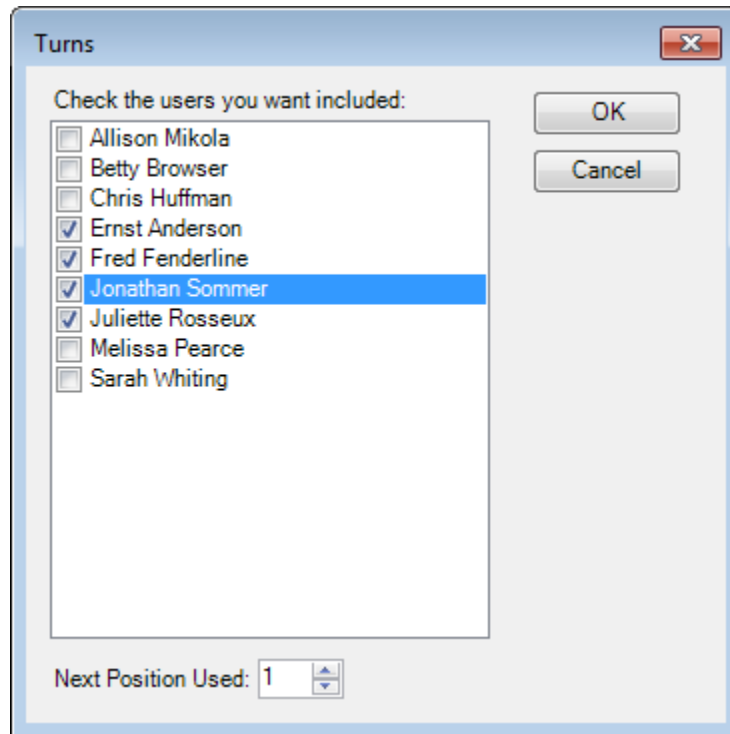 Turns
Check the users you want included:
OK
Allison Mikola
Betty Browser
Cancel
Chris Huffman
Ernst Anderson
Fred Fenderline
Jonathan Sommer
Juliette Rosseux
Melissa Pearce
Sarah Whiting
Next Position Used: 1